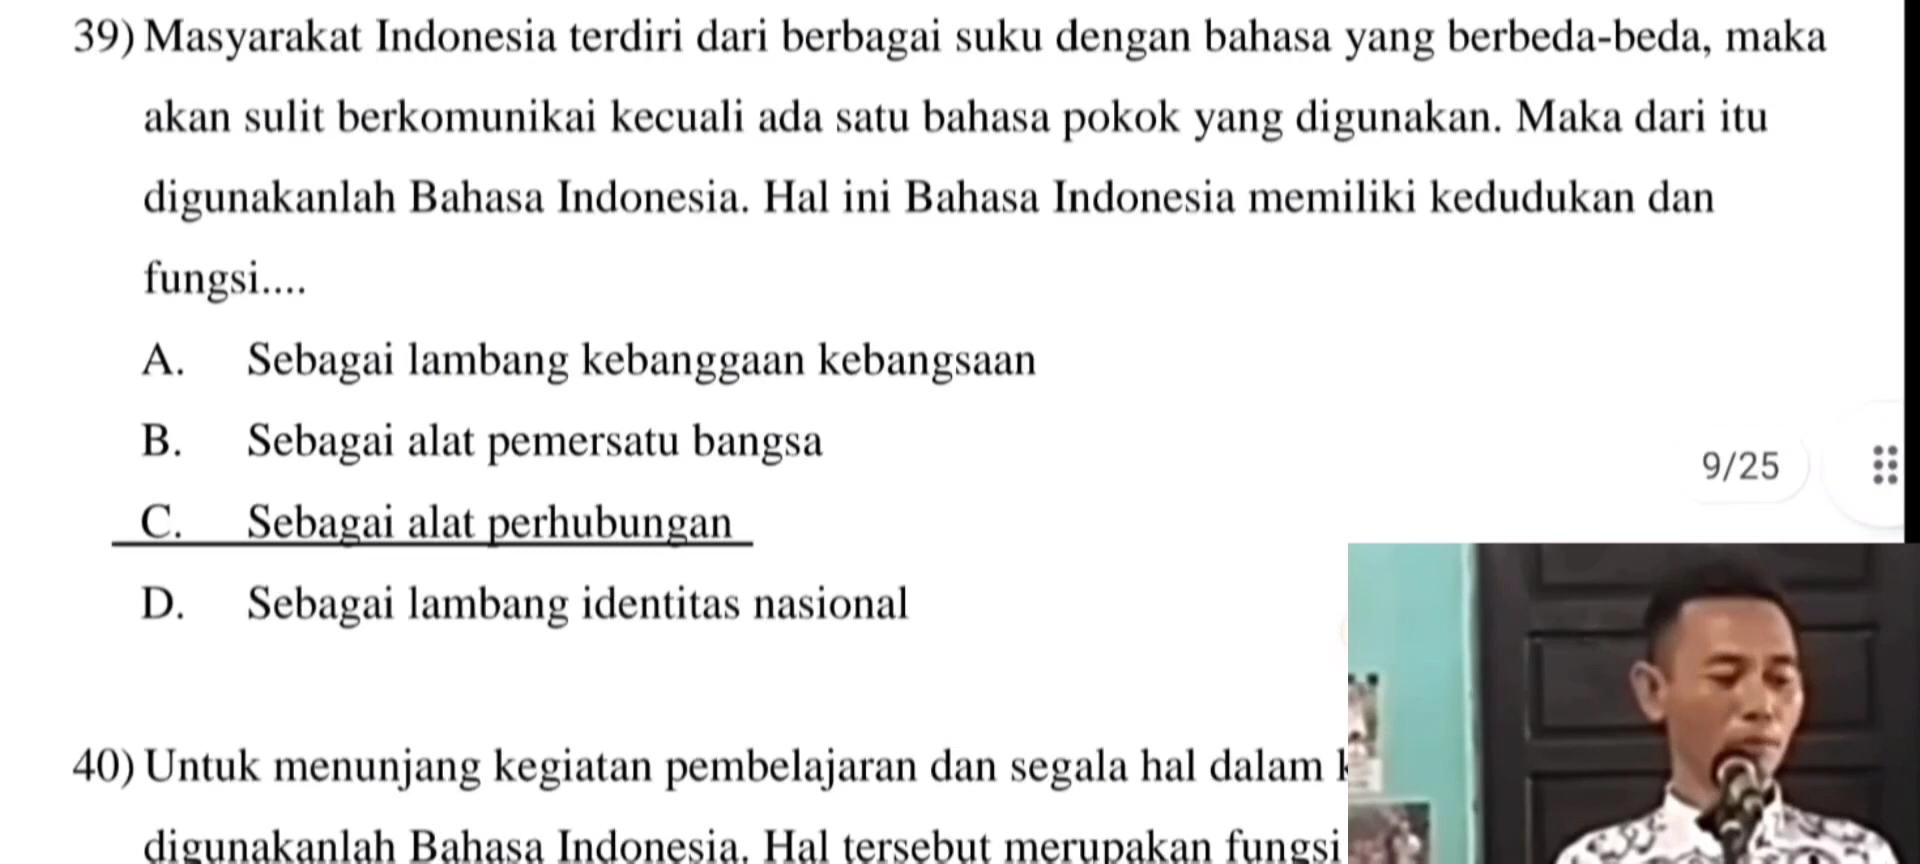 39) Masyarakat Indonesia terdiri dari berbagai suku dengan bahasa yang berbeda-beda, maka
akan sulit berkomunikai kecuali ada satu bahasa pokok yang digunakan. Maka dari itu
digunakanlah Bahasa Indonesia. Hal ini Bahasa Indonesia memiliki kedudukan dan
fungsi....
A. Sebagai lambang kebanggaan kebangsaan
B. Sebagai alat pemersatu bangsa
9/25
C. Sebagai alat perhubungan
D. Sebagai lambang identitas nasional
40) Untuk menunjang kegiatan pembelajaran dan segala hal dalam
digunakanlah Bahasa Indonesia. Hal tersebut merupakan fungsi